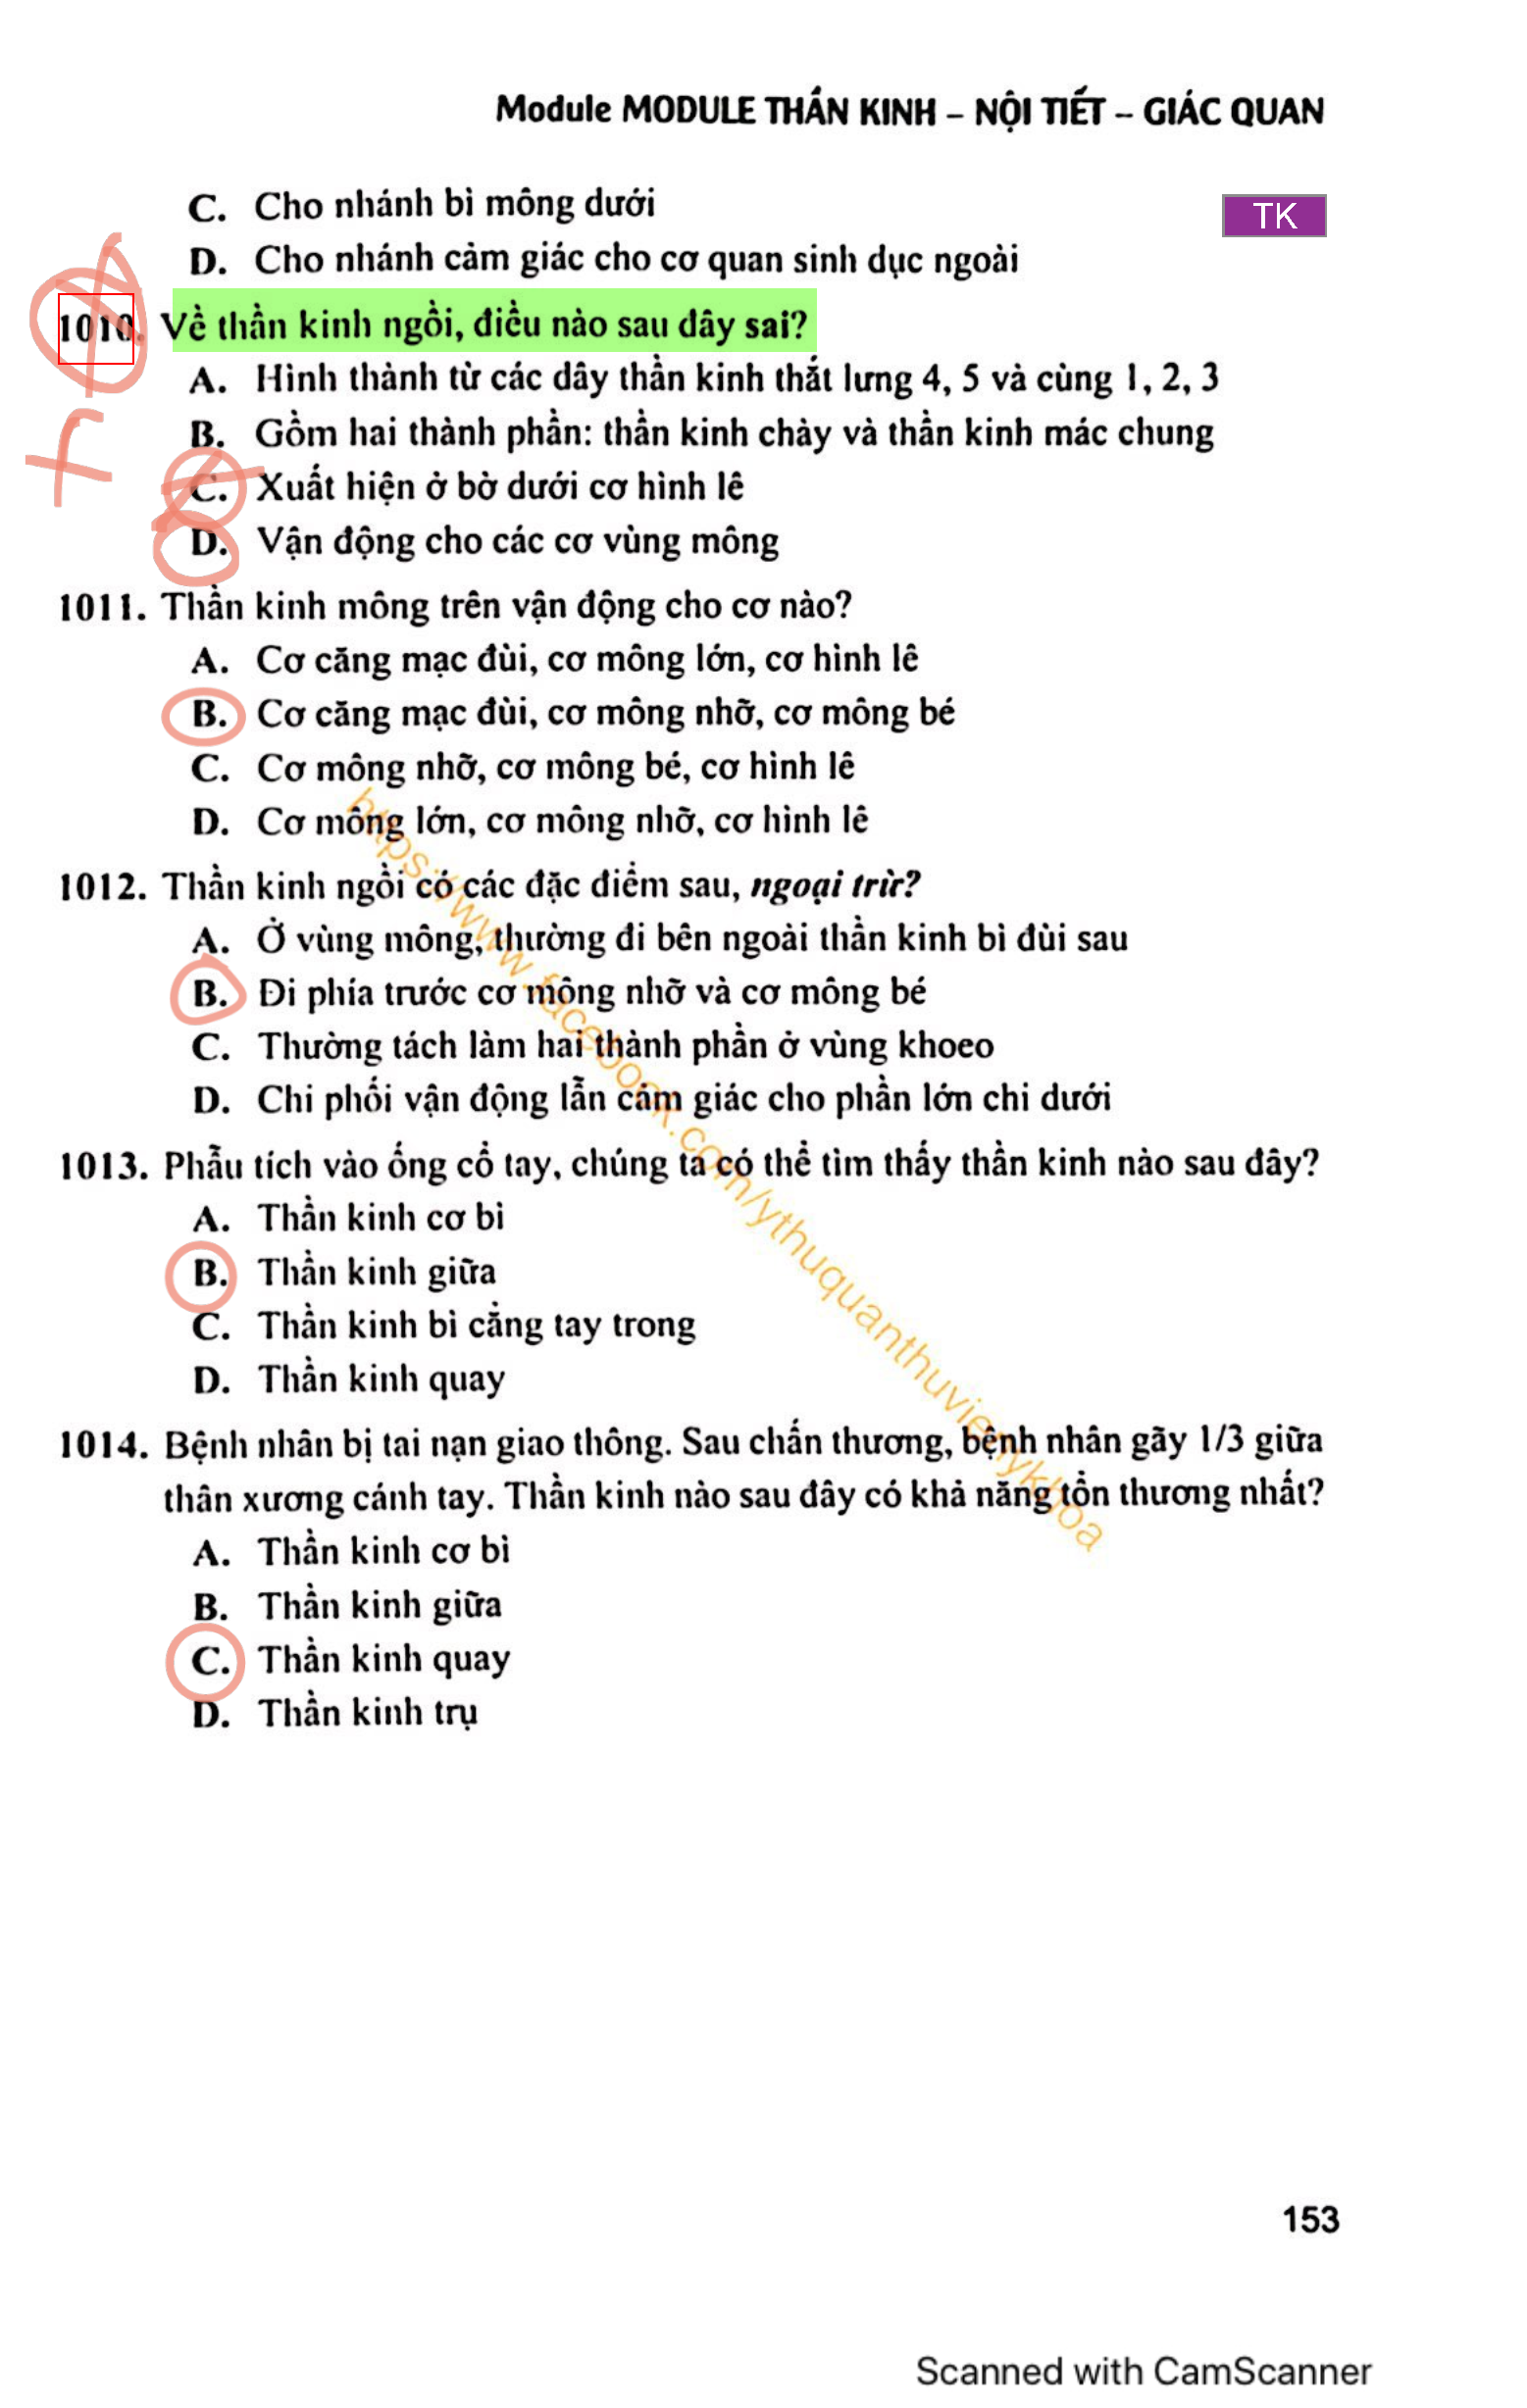 Module MODULE THẦN KINH – NỘI TIẾT – GIÁC QUAN
C. Cho nhánh bì mông dưới
TK
D. Cho nhánh cảm giác cho cơ quan sinh dục ngoài
1010. Về thần kinh ngồi, điều nào sau đây sai?
A. Hình thành từ các dây thần kinh thắt lưng 4, 5 và cùng 1, 2, 3
B. Gồm hai thành phần: thần kinh chày và thần kinh mác chung
C. Xuất hiện ở bờ dưới cơ hình lê
D. Vận động cho các cơ vùng mông
1011. Thần kinh mông trên vận động cho cơ nào?
A. Cơ căng mạc đùi, cơ mông lớn, cơ hình lê
B. Cơ căng mạc đùi, cơ mông nhỡ, cơ mông bé
C. Cơ mông nhỡ, cơ mông bé, cơ hình lê
D. Cơ mông lớn, cơ mông nhỡ, cơ hình lê
1012. Thần kinh ngồi có các đặc điểm sau, ngoại trừ?
A. Ở vùng mông, thường đi bên ngoài thần kinh bì đùi sau
B. Đi phía trước cơ mông nhỡ và cơ mông bé
C. Thường tách làm hai thành phần ở vùng khoeo
D. Chi phối vận động lẫn cảm giác cho phần lớn chi dưới
1013. Phẫu tích vào ống cổ tay, chúng ta có thể tìm thấy thần kinh nào sau đây?
A. Thần kinh cơ bì
B. Thần kinh giữa
C. Thần kinh bì cẳng tay trong
D. Thần kinh quay
1014. Bệnh nhân bị tai nạn giao thông. Sau chấn thương, bệnh nhân gãy 1/3 giữa
thân xương cánh tay. Thần kinh nào sau đây có khả năng tổn thương nhất?
A. Thần kinh cơ bì
B. Thần kinh giữa
C. Thần kinh quay
D. Thần kinh trụ
https://www.facebook.com/ythuquanthuvienykhoa
153
Scanned with CamScanner